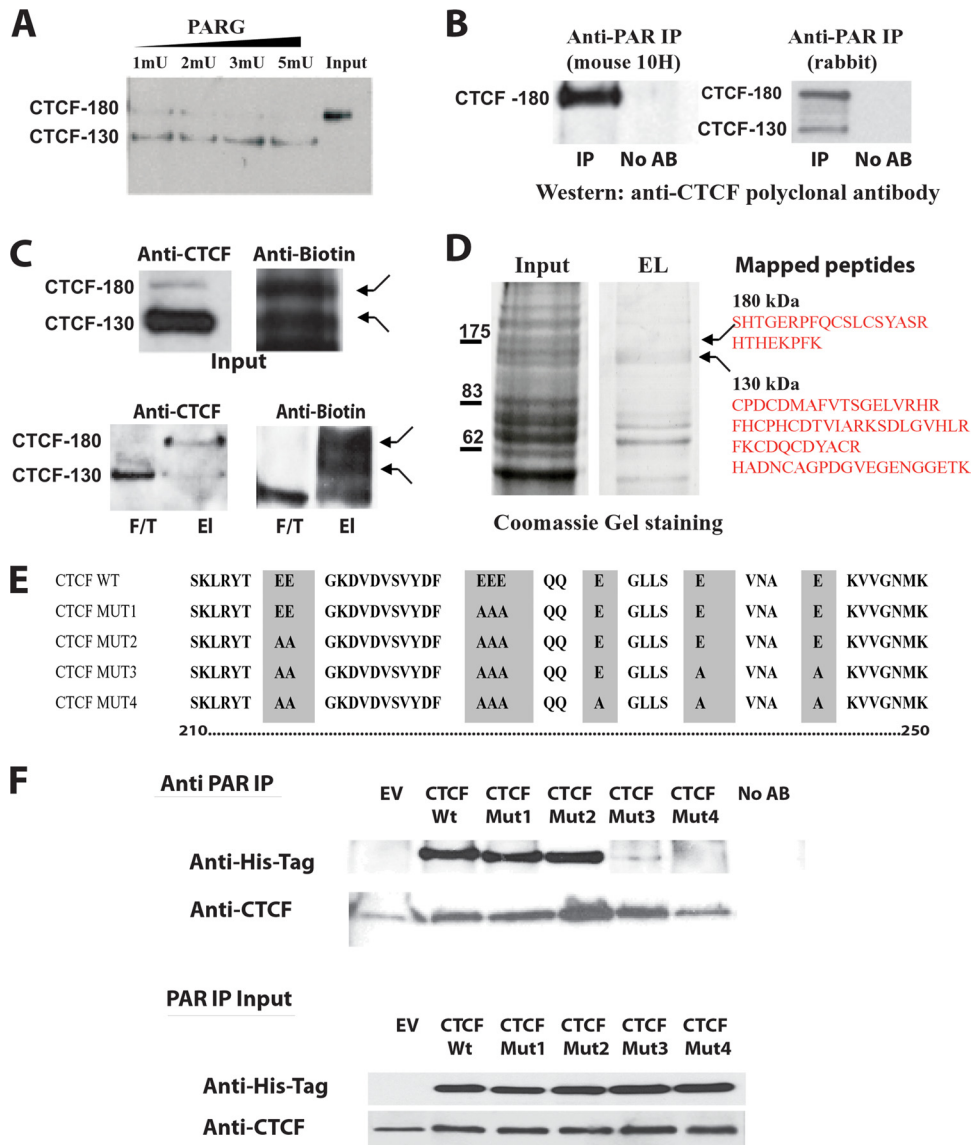 A
PARG
1mU 2mU 3mU 5mU Input
CTCF-180
CTCF-130
B
Anti-PAR IP
(mouse 10H)
Anti-PAR IP
(rabbit)
CTCF -180
CTCF-180
CTCF-130
IP No AB
IP No AB
Western: anti-CTCF polyclonal antibody
C
Anti-CTCF Anti-Biotin
CTCF-180
CTCF-130
Input
Anti-CTCF Anti-Biotin
CTCF-180
CTCF-130
F/T El F/T El
D
Input EL Mapped peptides
175
83
62
180 kDa
SHTGERPFQCSLCSYASR
HTHEKPFK
130 kDa
CPDCDMAFVTSGELVRHR
FHCPHCDTVIARKSDLGVHLR
FKCDQCDYACR
HADNCAGPDGVEGENGGETK
Coomassie Gel staining
E
CTCF WT SKLRYT EE GKDVDVSVYDF EEE QQ E GLLS E VNA E KVVGNMK
CTCF MUT1 SKLRYT EE GKDVDVSVYDF AAA QQ E GLLS E VNA E KVVGNMK
CTCF MUT2 SKLRYT AA GKDVDVSVYDF AAA QQ E GLLS E VNA E KVVGNMK
CTCF MUT3 SKLRYT AA GKDVDVSVYDF AAA QQ E GLLS A VNA A KVVGNMK
CTCF MUT4 SKLRYT AA GKDVDVSVYDF AAA QQ A GLLS A VNA A KVVGNMK
210 250
F
Anti PAR IP
EV CTCF CTCF CTCF CTCF CTCF No AB
Wt Mut1 Mut2 Mut3 Mut4
Anti-His-Tag
Anti-CTCF
PAR IP Input
EV CTCF CTCF CTCF CTCF CTCF
Wt Mut1 Mut2 Mut3 Mut4
Anti-His-Tag
Anti-CTCF